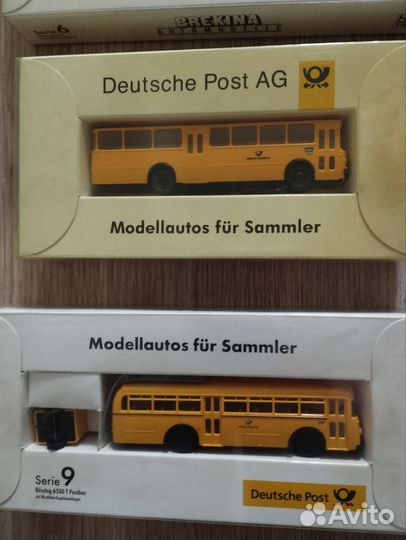 Serie 6
BREKINA
AUTOMODELLE
Deutsche Post AG
Modellautos für Sammler
Modellautos für Sammler
Serie 9
Büssing 6500 T Postbus
Deutsche Post
Avito